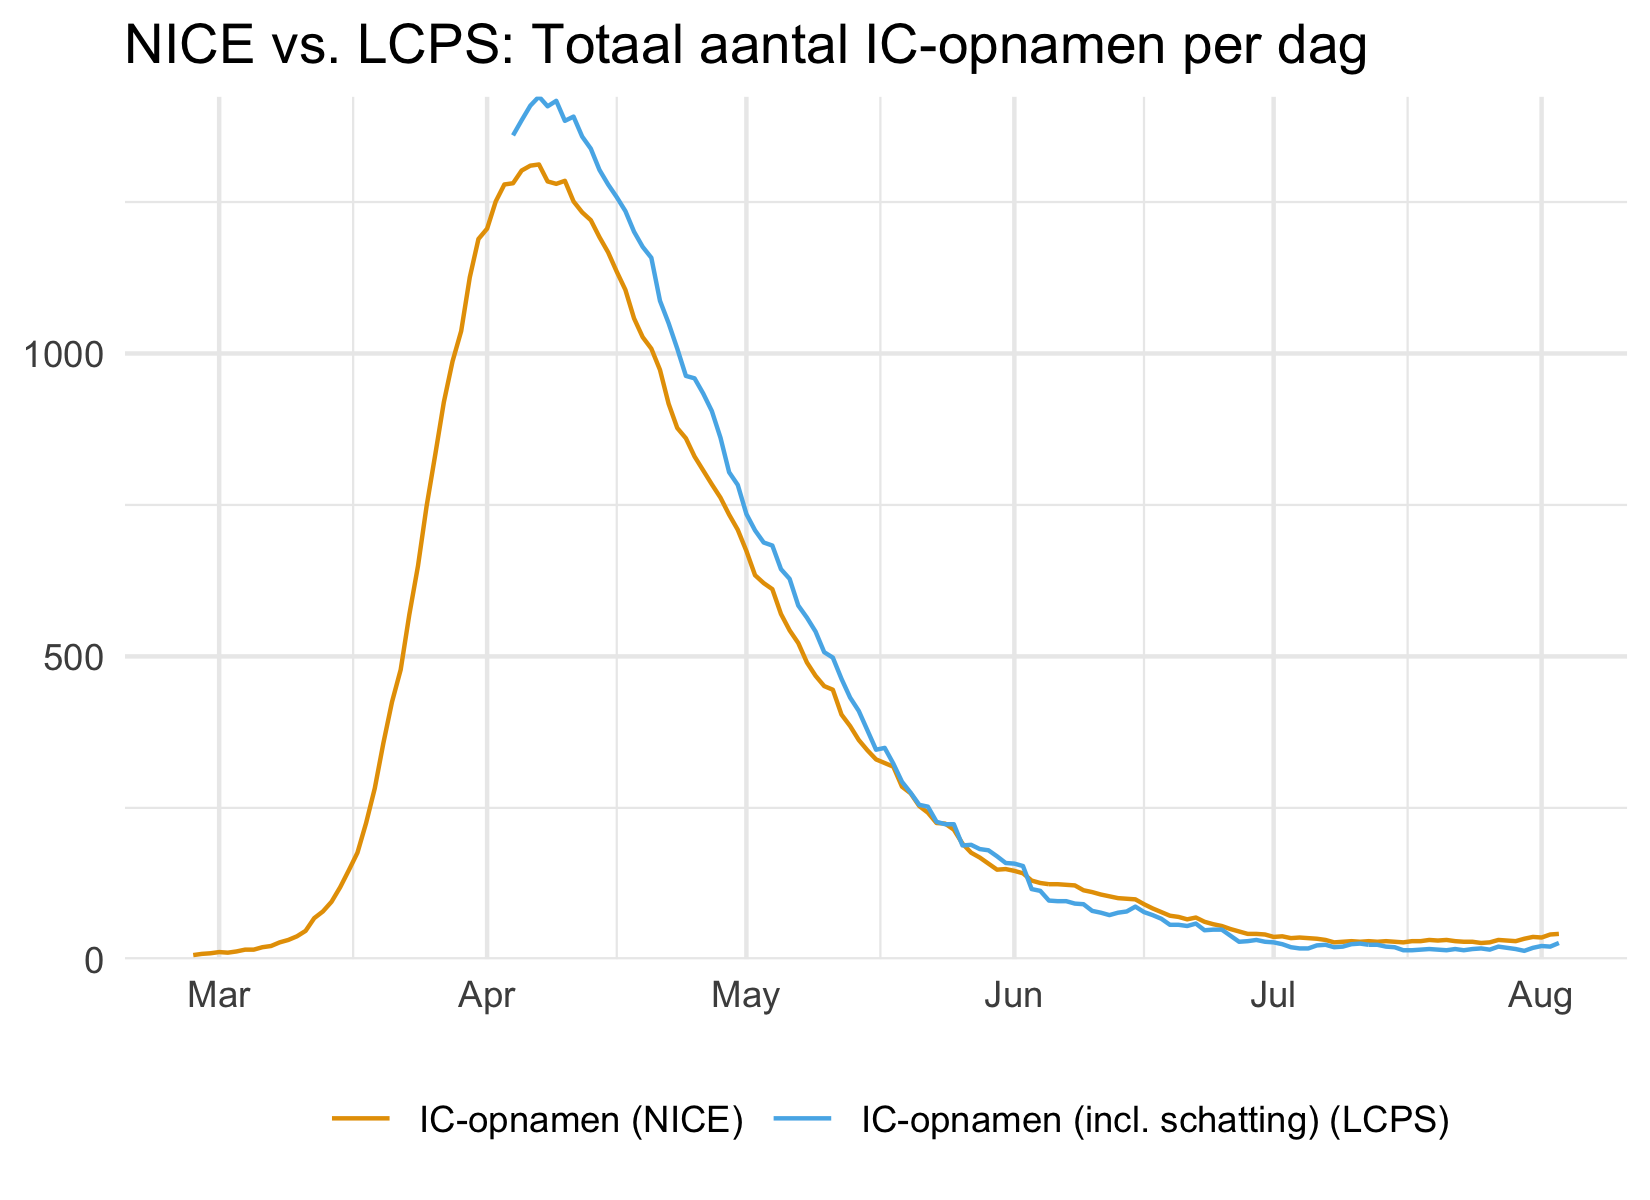 NICE vs. LCPS: Totaal aantal IC-opnamen per dag
1000
500
0
Mar Apr May Jun Jul Aug
IC-opnamen (NICE) IC-opnamen (incl. schatting) (LCPS)